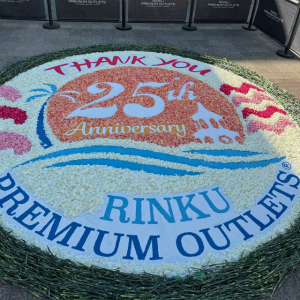 THANK YOU
25th
Anniversary
RINKU
PREMIUM OUTLETS®